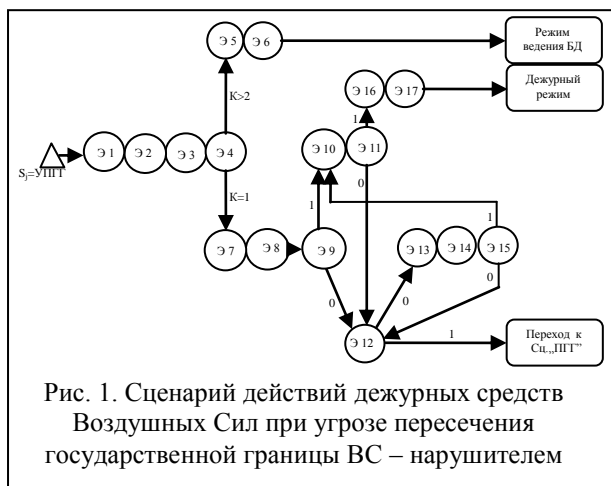 Э 5
Э 6
Режим
ведения БД
Дежурный
режим
Э 16
Э 17
K>2
1
Э 1
Э 2
Э 3
Э 4
Э 10
Э 11
Sj=УПГГ
K=1
1
0
1
Э 7
Э 8
Э 9
Э 13
Э 14
Э 15
0
0
0
Э 12
1
Переход к
Сц.„ПГГ"
Рис. 1. Сценарий действий дежурных средств
Воздушных Сил при угрозе пересечения
государственной границы ВС – нарушителем